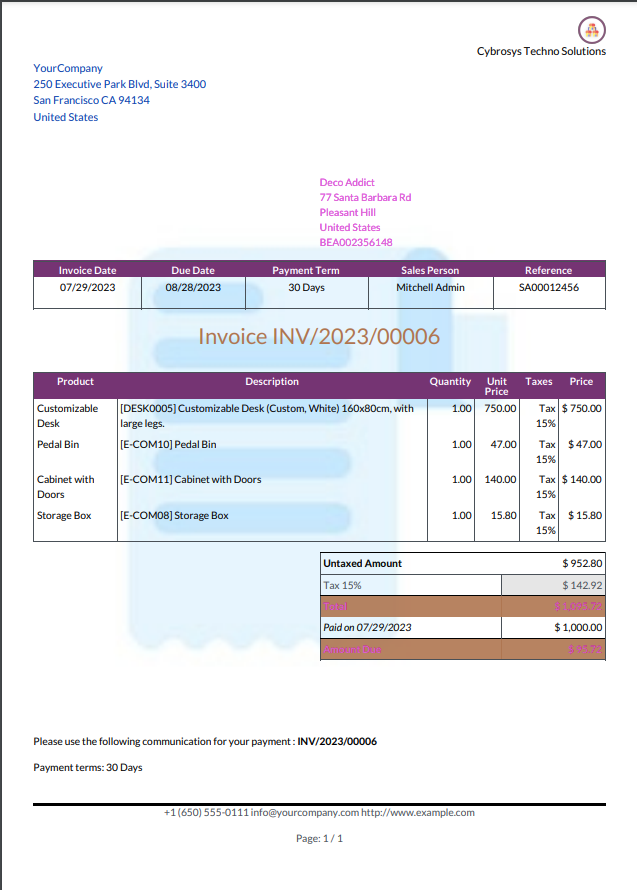 Cybrosys Techno Solutions
YourCompany
250 Executive Park Blvd, Suite 3400
San Francisco CA 94134
United States
Deco Addict
77 Santa Barbara Rd
Pleasant Hill
United States
BEA002356148
Invoice Date Due Date Payment Term Sales Person Reference
07/29/2023 08/28/2023 30 Days Mitchell Admin SA00012456
Invoice INV/2023/00006
Product Description Quantity Unit Price Taxes Price
Customizable Desk [DESK0005] Customizable Desk (Custom, White) 160x80cm, with large legs. 1.00 750.00 Tax 15% $ 750.00
Pedal Bin [E-COM10] Pedal Bin 1.00 47.00 Tax 15% $ 47.00
Cabinet with Doors [E-COM11] Cabinet with Doors 1.00 140.00 Tax 15% $ 140.00
Storage Box [E-COM08] Storage Box 1.00 15.80 Tax 15% $ 15.80
Untaxed Amount $ 952.80
Tax 15% $ 142.92
Total $ 1,095.72
Paid on 07/29/2023 $ 1,000.00
Amount Due $ 95.72
Please use the following communication for your payment : INV/2023/00006
Payment terms: 30 Days
+1 (650) 555-0111 info@yourcompany.com http://www.example.com
Page: 1 / 1